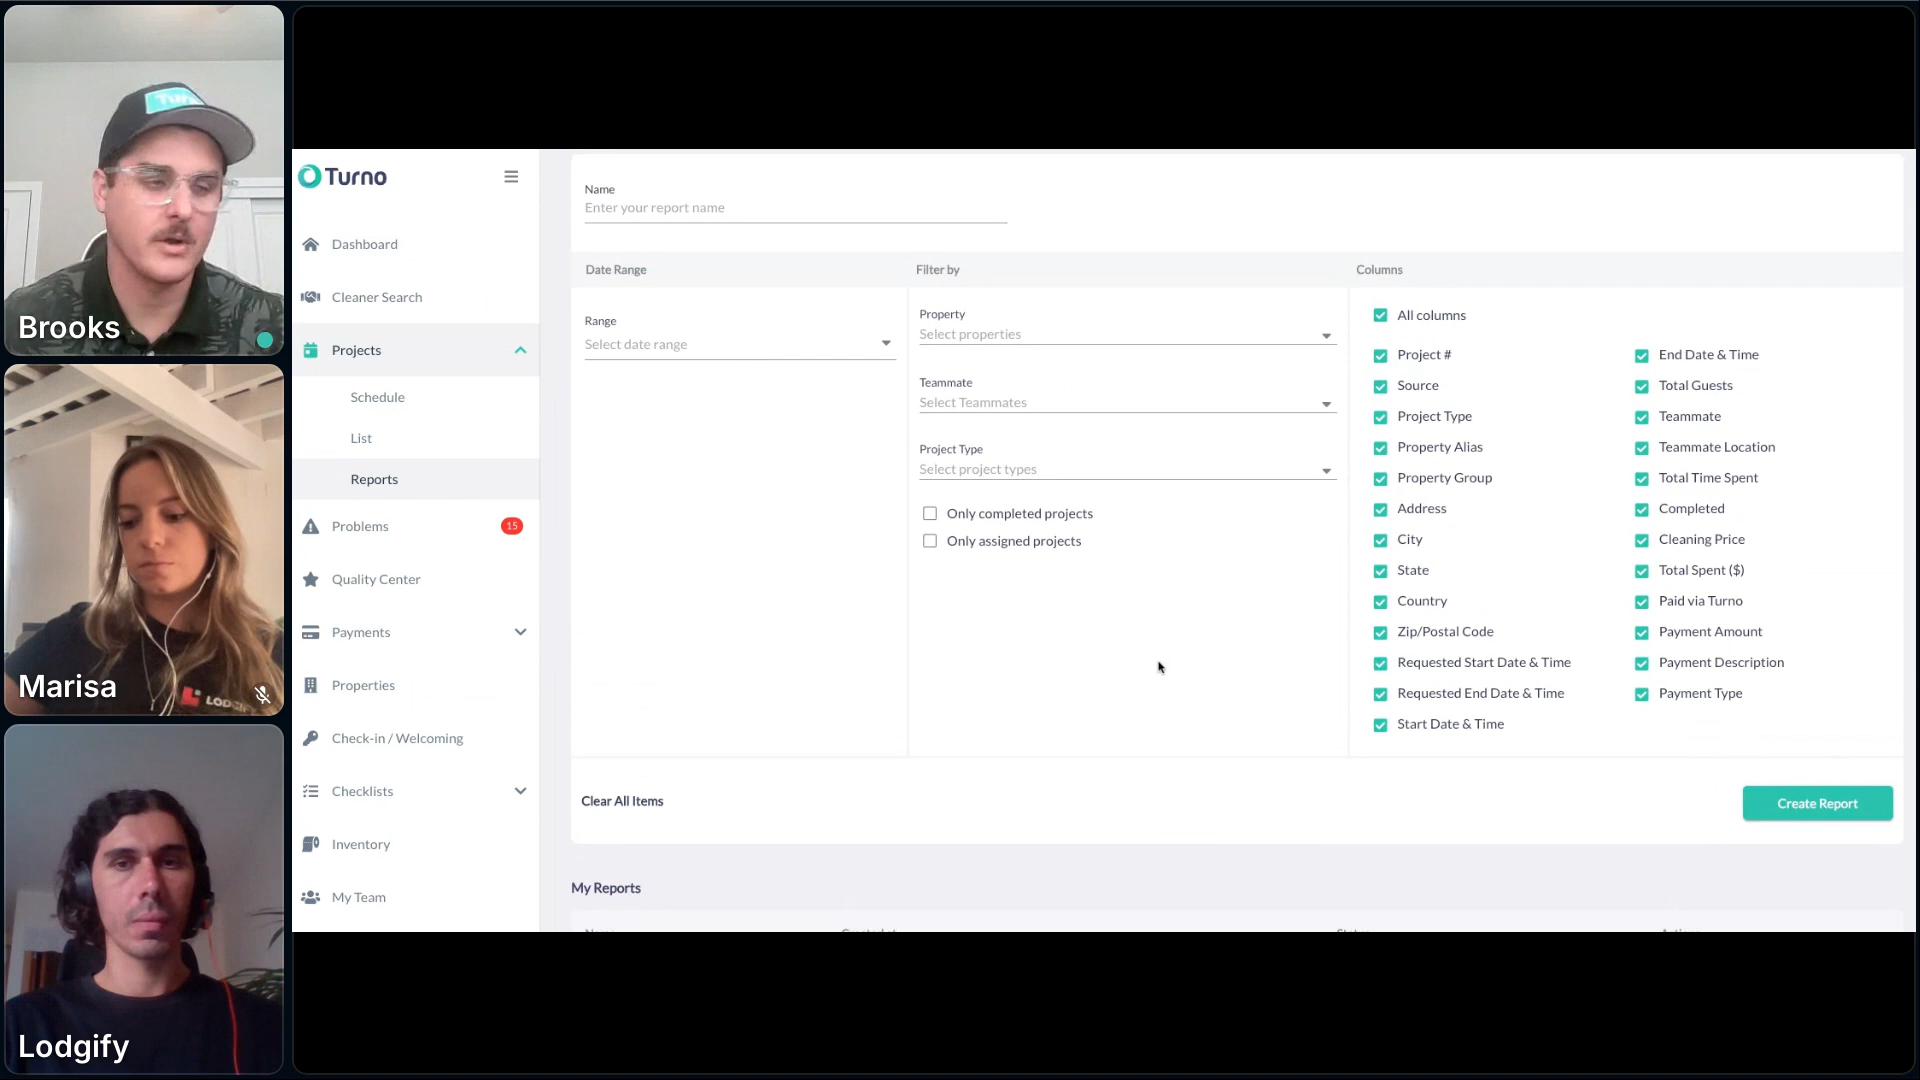 Turno
Brooks
Marisa
LOD
Lodgify
Turno
Dashboard
Cleaner Search
Projects
Schedule
List
Reports
Problems
15
Quality Center
Payments
Properties
Check-in / Welcoming
Checklists
Inventory
My Team
Name
Enter your report name
Date Range
Filter by
Columns
Range
Select date range
Property
Select properties
Teammate
Select Teammates
Project Type
Select project types
Only completed projects
Only assigned projects
All columns
Project #
Source
Project Type
Property Alias
Property Group
Address
City
State
Country
Zip/Postal Code
Requested Start Date & Time
Requested End Date & Time
Start Date & Time
End Date & Time
Total Guests
Teammate
Teammate Location
Total Time Spent
Completed
Cleaning Price
Total Spent ($)
Paid via Turno
Payment Amount
Payment Description
Payment Type
Clear All Items
Create Report
My Reports